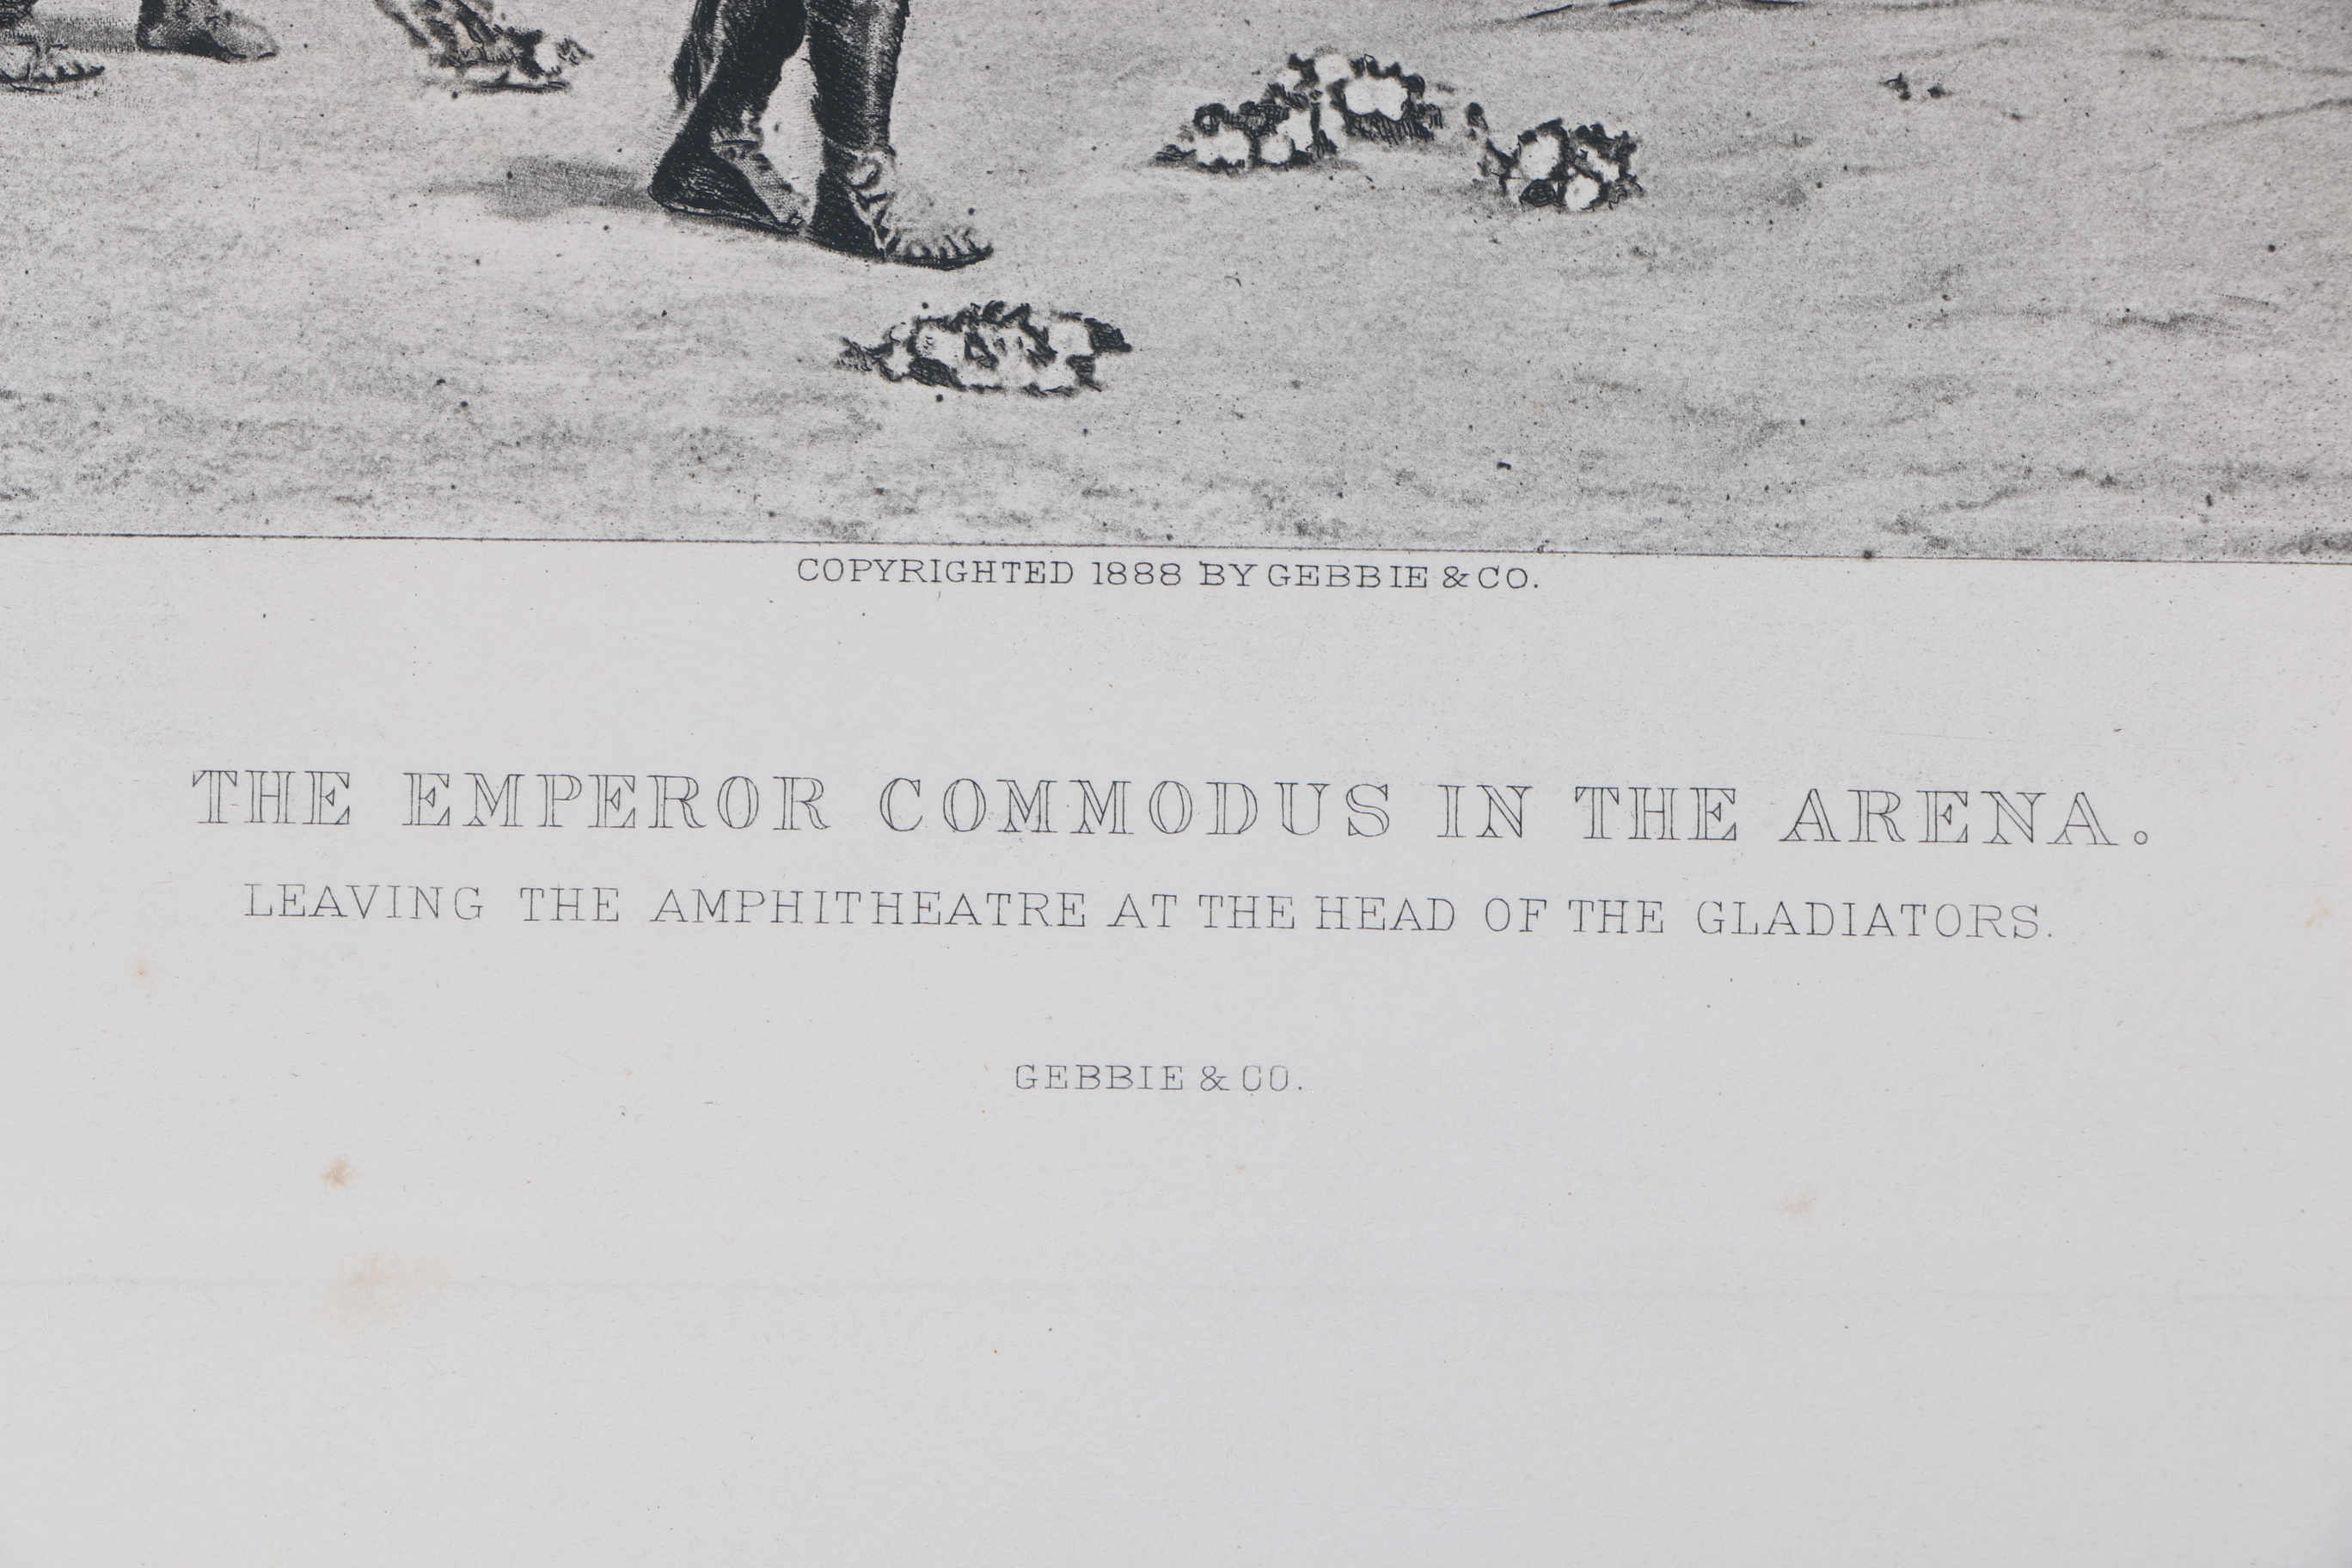 COPYRIGHTED 1888 BY GEBBIE & CO.
THE EMPEROR COMMODUS IN THE ARENA.
LEAVING THE AMPHITHEATRE AT THE HEAD OF THE GLADIATORS.
GEBBIE & CO.